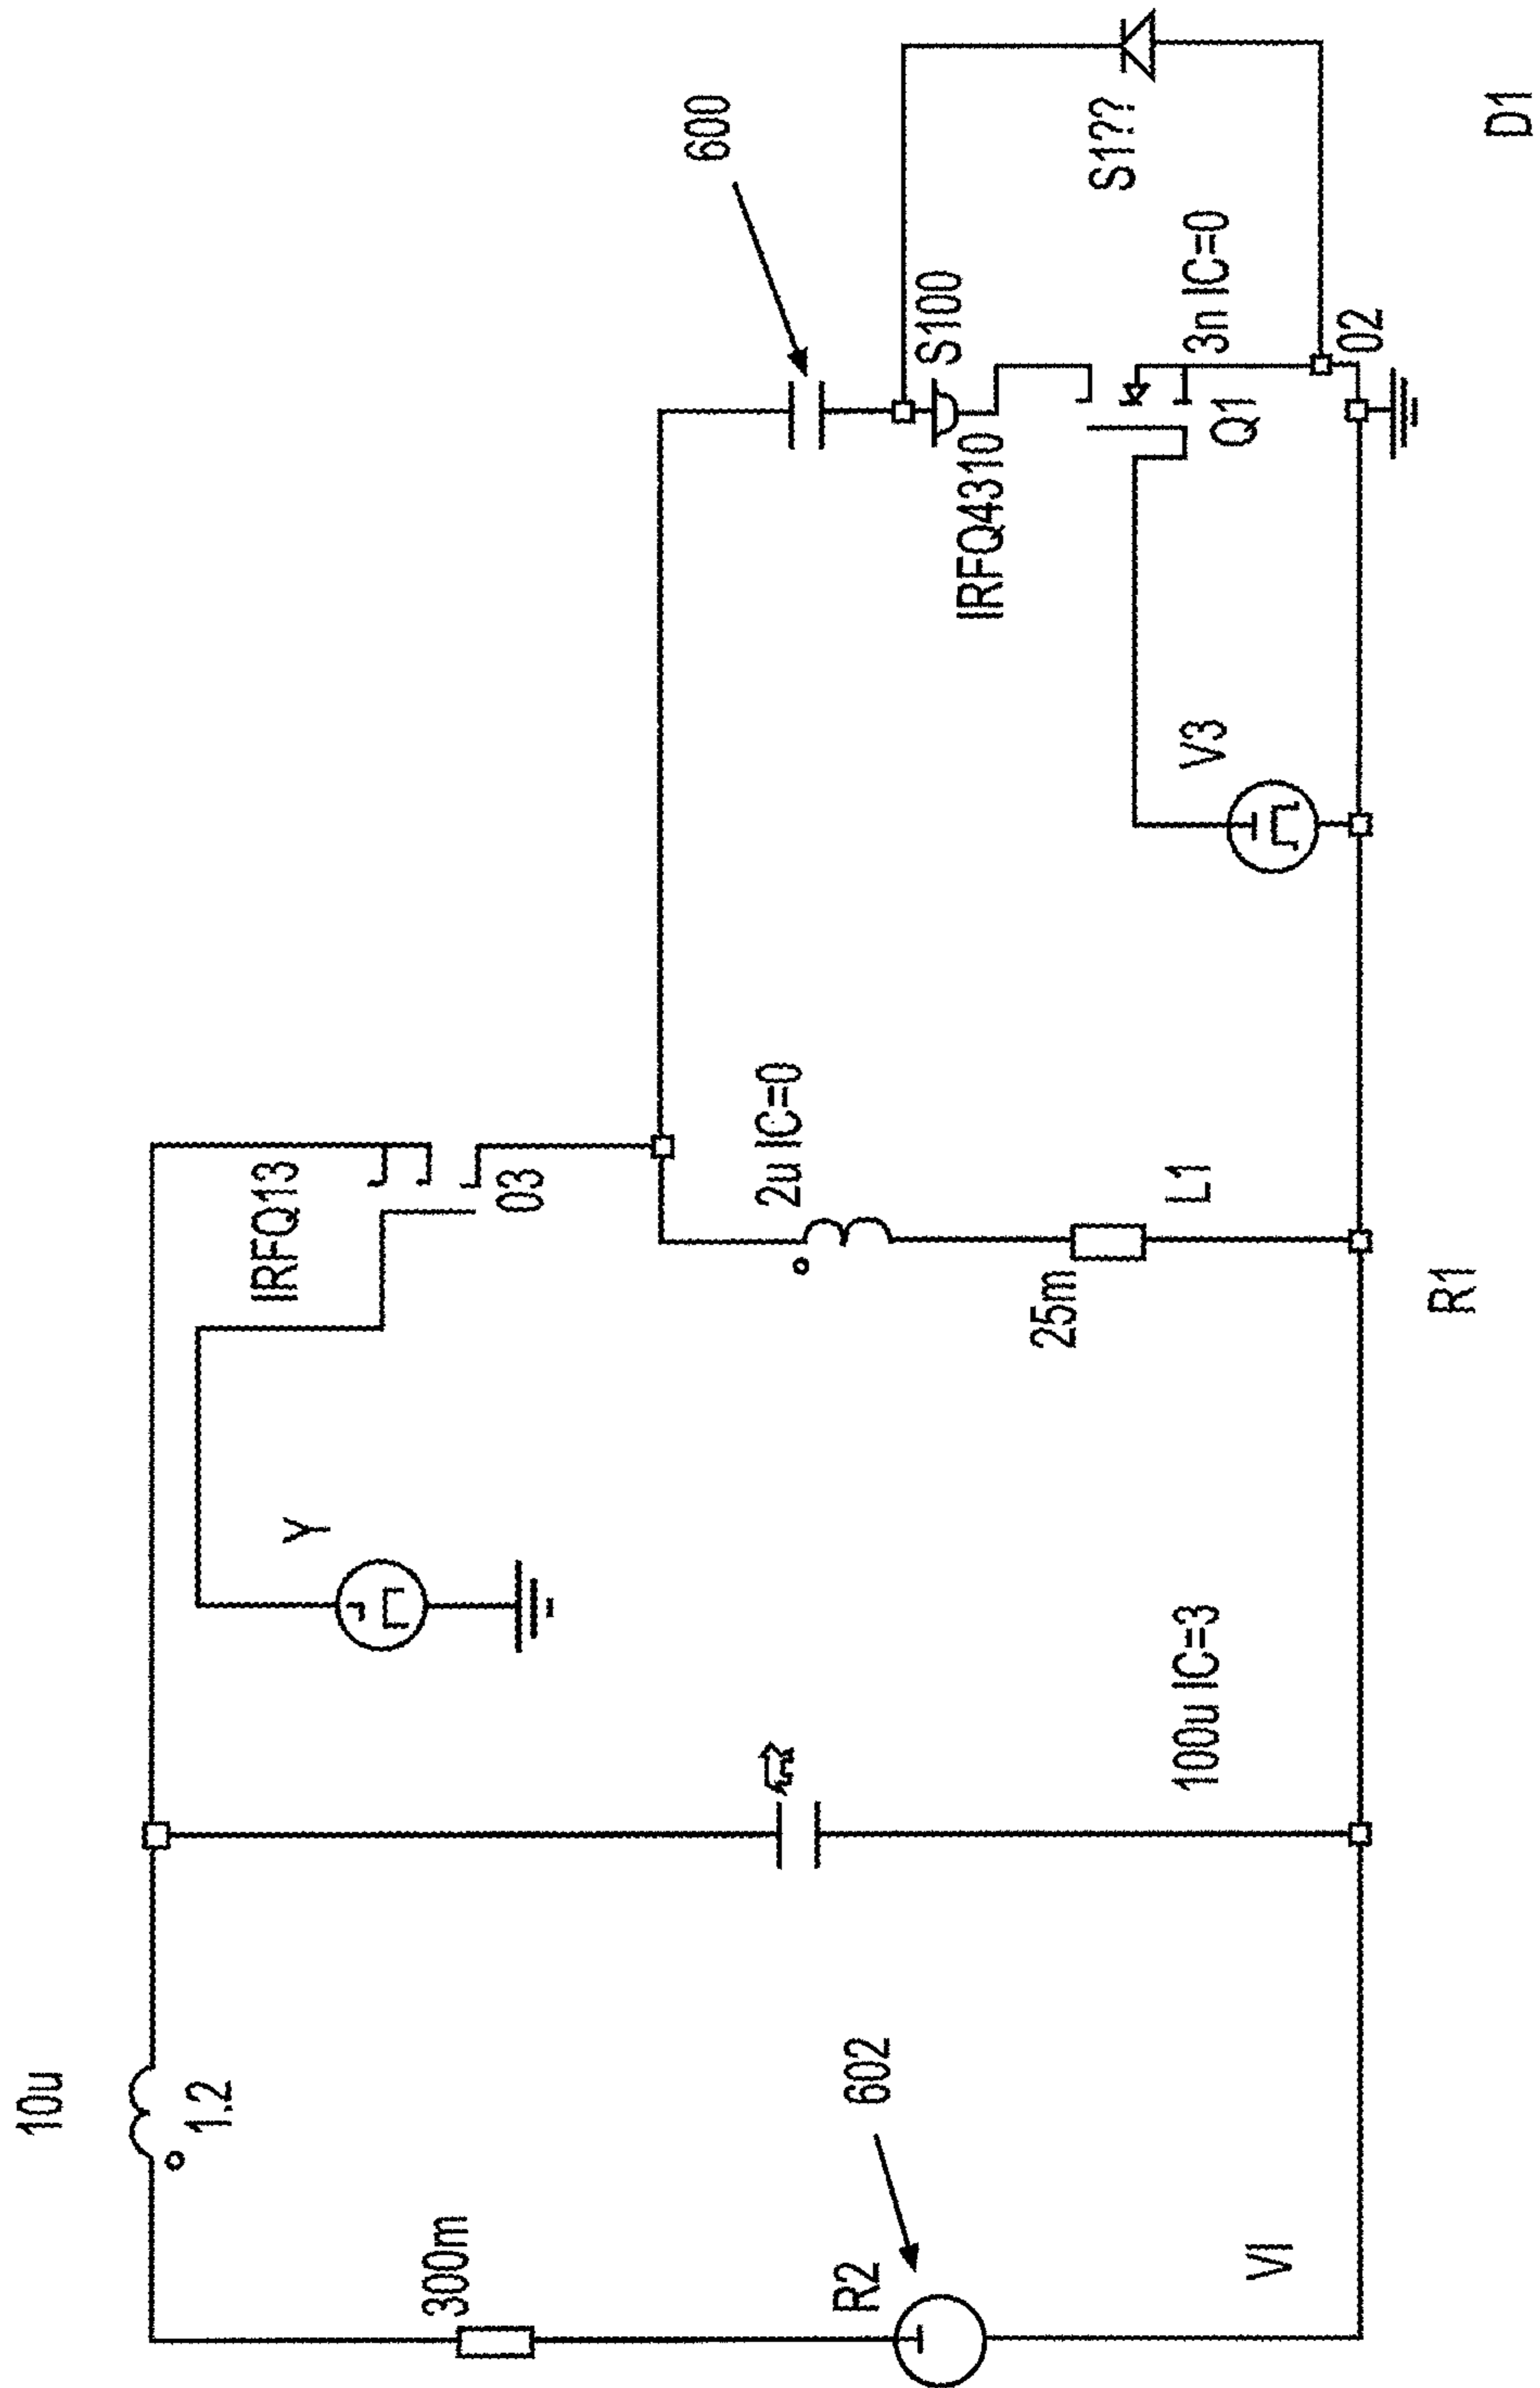 10u
1.2
300m
R2
602
V1
100u IC=3
Y
IRFQ13
03
2u IC=0
25m
L1
R1
V3
600
S100
IRFQ4310
Q1
3n IC=0
02
S1??
D1